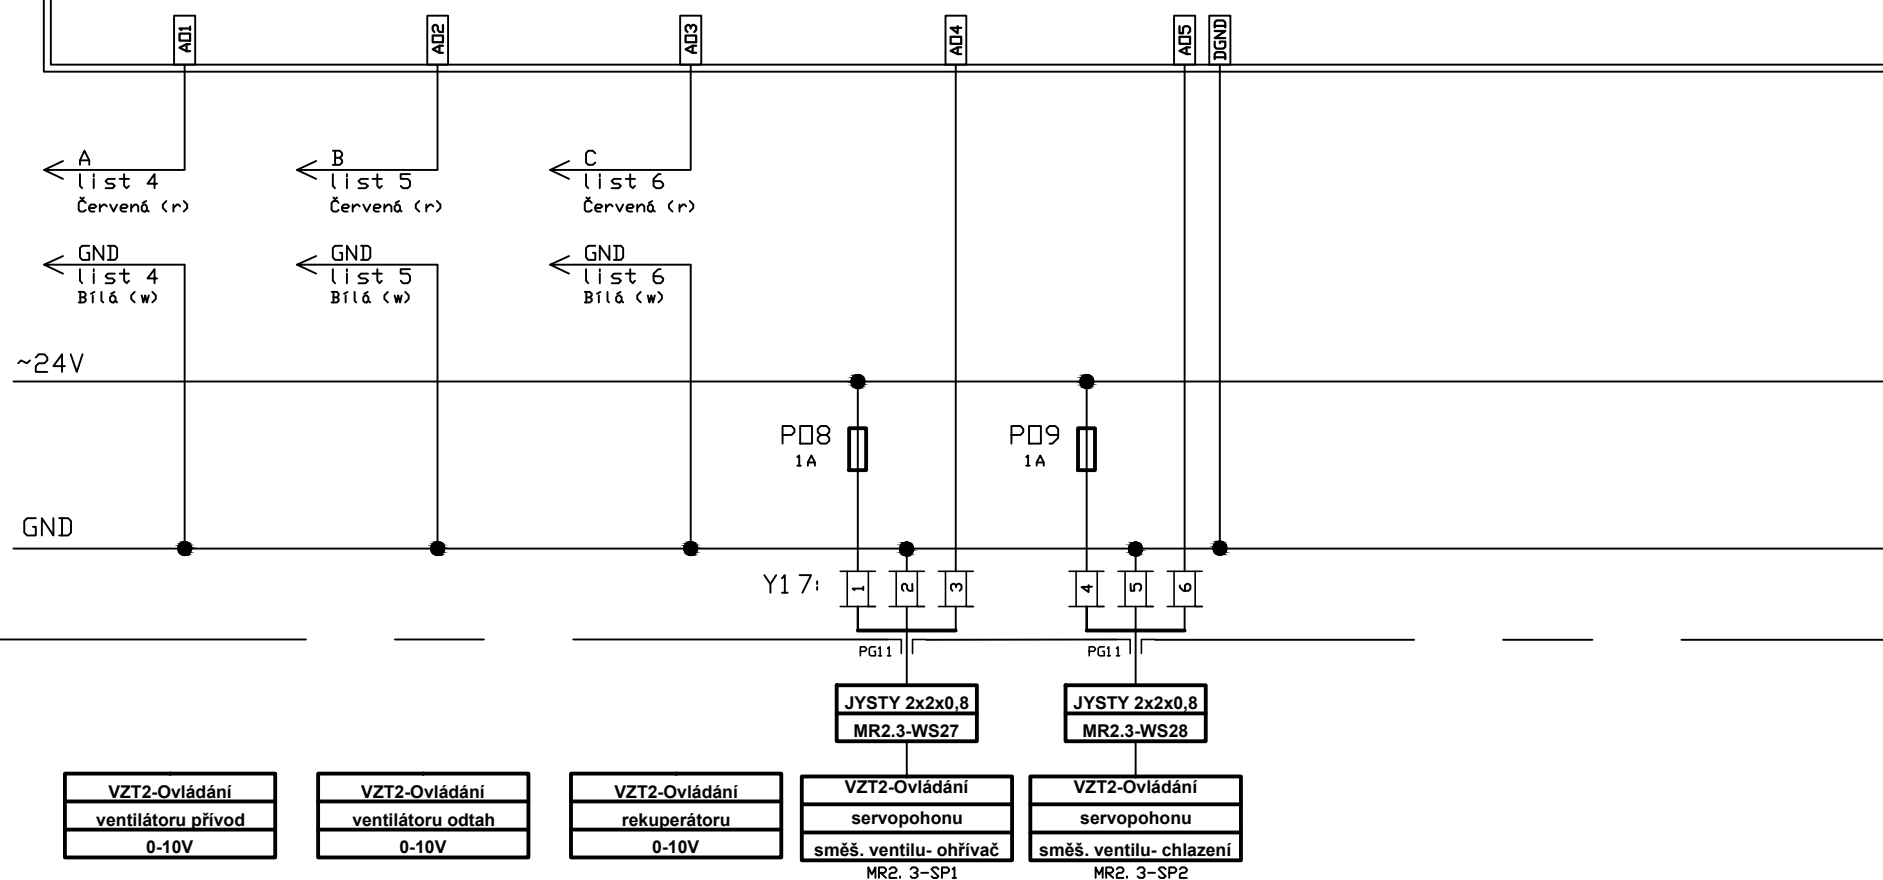 AO1 AO2 AO3 AO4 AO5 DGND
A B C
list 4 list 5 list 6
Červená (r) Červená (r) Červená (r)
GND GND GND
list 4 list 5 list 6
Bílá (w) Bílá (w) Bílá (w)
~24V
PO8 PO9
1A 1A
GND
Y17: 1 2 3 4 5 6
PG11 PG11
JYSTY 2x2x0,8
MR2.3-WS27
JYSTY 2x2x0,8
MR2.3-WS28
VZT2-Ovládání
ventilátoru přívod
0-10V
VZT2-Ovládání
ventilátoru odtah
0-10V
VZT2-Ovládání
rekuperátoru
0-10V
VZT2-Ovládání
servopohonu
směš. ventilu- ohřívač
MR2. 3-SP1
VZT2-Ovládání
servopohonu
směš. ventilu- chlazení
MR2. 3-SP2